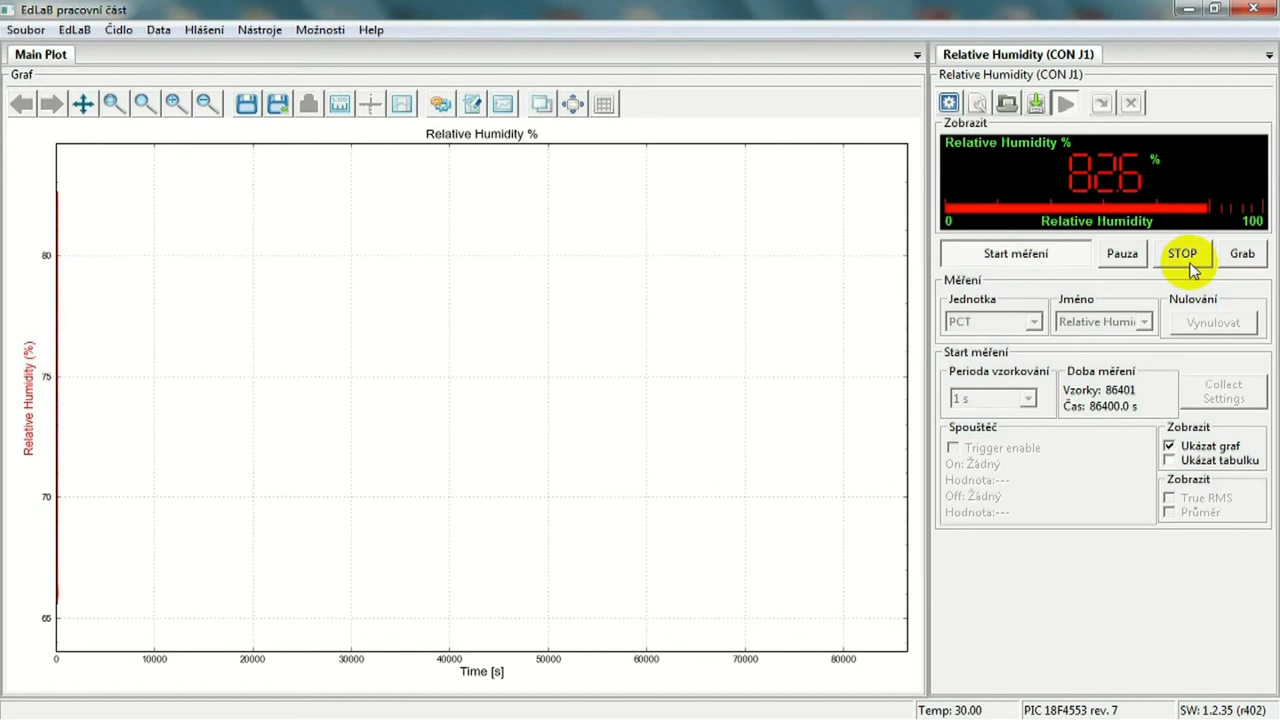 EdLaB pracovní část
Soubor EdLaB Čidlo Data Hlášení Nástroje Možnosti Help
Main Plot
Graf
Relative Humidity %
80
75
70
65
Relative Humidity (%)
0 10000 20000 30000 40000 50000 60000 70000 80000
Time [s]
Relative Humidity (CON J1)
Relative Humidity (CON J1)
Zobrazit
Relative Humidity %
82.6 %
0 Relative Humidity 100
Start měření Pauza STOP Grab
Měření
Jednotka Jméno Nulování
PCT Relative Humi Vynulovat
Start měření
Perioda vzorkování Doba měření
1 s
Vzorky: 86401
Čas: 86400.0 s
Collect
Settings
Spouštěč
Trigger enable
On: Žádný
Hodnota:---
Off: Žádný
Hodnota:---
Zobrazit
Ukázat graf
Ukázat tabulku
Zobrazit
True RMS
Průměr
Temp: 30.00 PIC 18F4553 rev. 7 SW: 1.2.35 (r402)